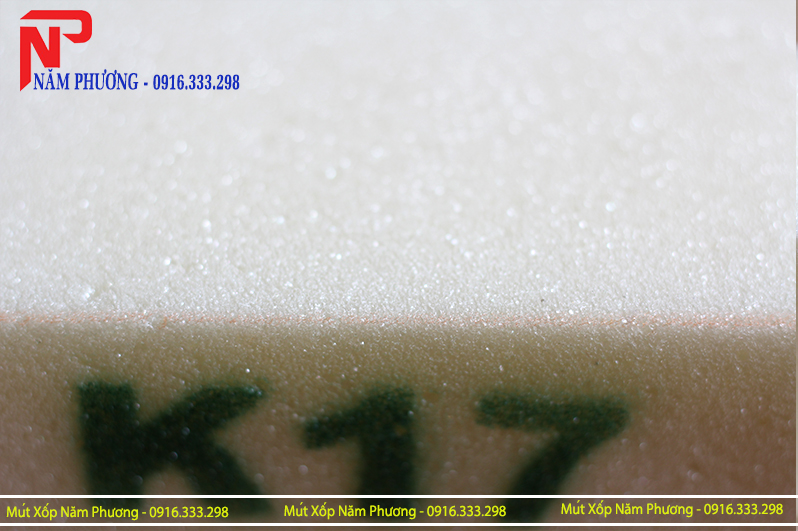 NP
NĂM PHƯƠNG - 0916.333.298
K17
Mút Xốp Năm Phương - 0916.333.298
Mút Xốp Năm Phương - 0916.333.298
Mút Xốp Năm Phương - 0916.333.298